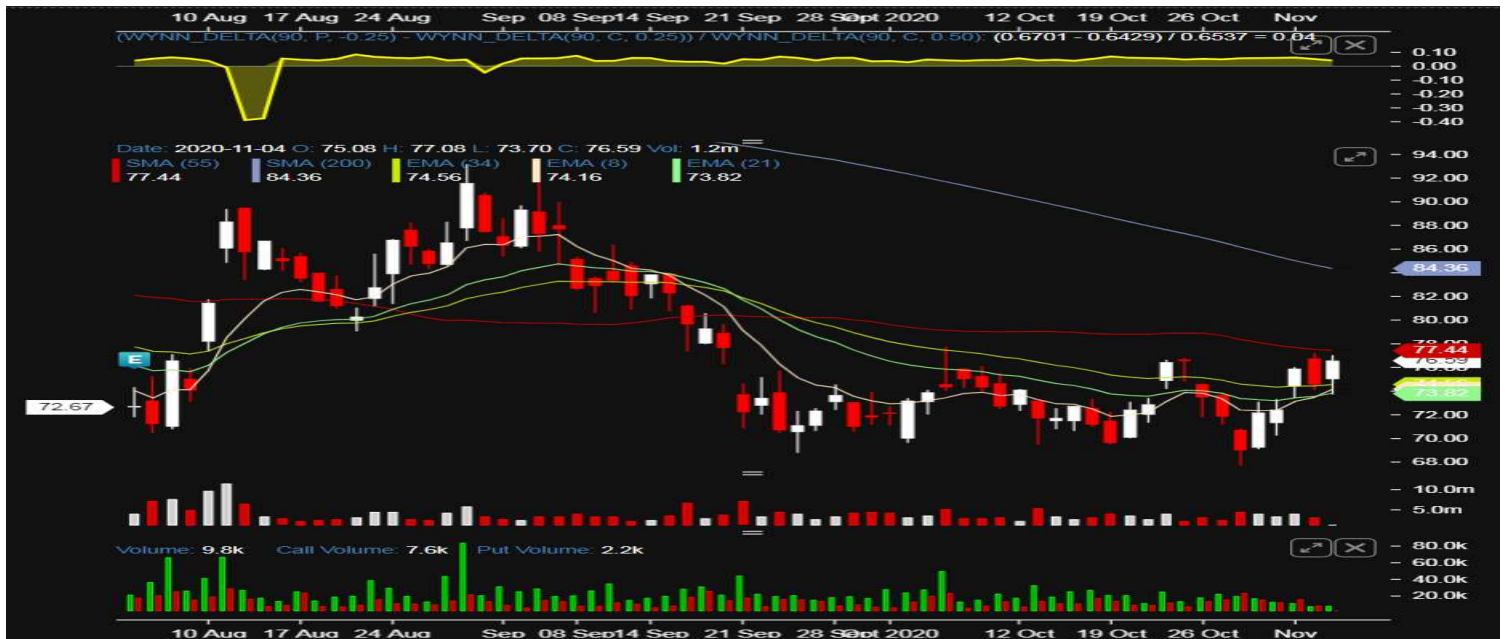 10 Aug 17 Aug 24 Aug Sep 08 Sep 14 Sep 21 Sep 28 Sep Oct 2020 12 Oct 19 Oct 26 Oct Nov
(WYNN_DELTA(90, P, -0.25) - WYNN_DELTA(90, C, 0.25)) / WYNN_DELTA(90, C, 0.50): (0.6701 - 0.6429) / 0.6537 = 0.04
0.10
0.00
-0.10
-0.20
-0.30
-0.40
Date: 2020-11-04 O: 75.08 H: 77.08 L: 73.70 C: 76.59 Vol: 1.2m
SMA (55) SMA (200) EMA (34) EMA (8) EMA (21)
77.44 84.36 74.56 74.16 73.82
94.00
92.00
90.00
88.00
86.00
84.36
82.00
80.00
77.44
76.59
73.82
72.00
70.00
68.00
E
72.67
10.0m
5.0m
Volume: 9.8k Call Volume: 7.6k Put Volume: 2.2k
80.0k
60.0k
40.0k
20.0k
10 Aug 17 Aug 24 Aug Sep 08 Sep 14 Sep 21 Sep 28 Sep Oct 2020 12 Oct 19 Oct 26 Oct Nov